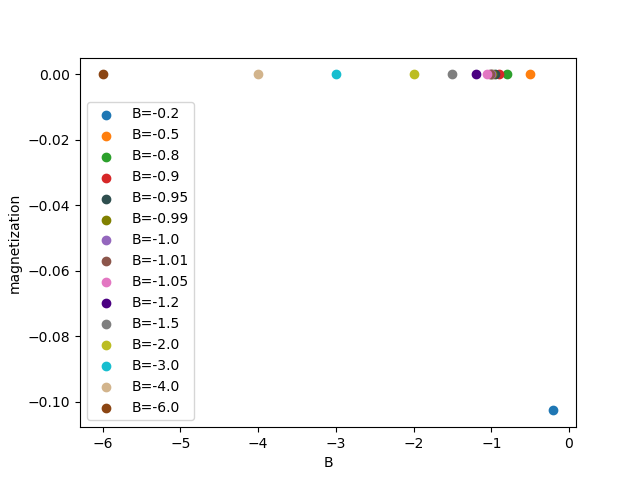 0.00
−0.02
−0.04
−0.06
−0.08
−0.10
magnetization
B=-0.2
B=-0.5
B=-0.8
B=-0.9
B=-0.95
B=-0.99
B=-1.0
B=-1.01
B=-1.05
B=-1.2
B=-1.5
B=-2.0
B=-3.0
B=-4.0
B=-6.0
−6 −5 −4 −3 −2 −1 0
B